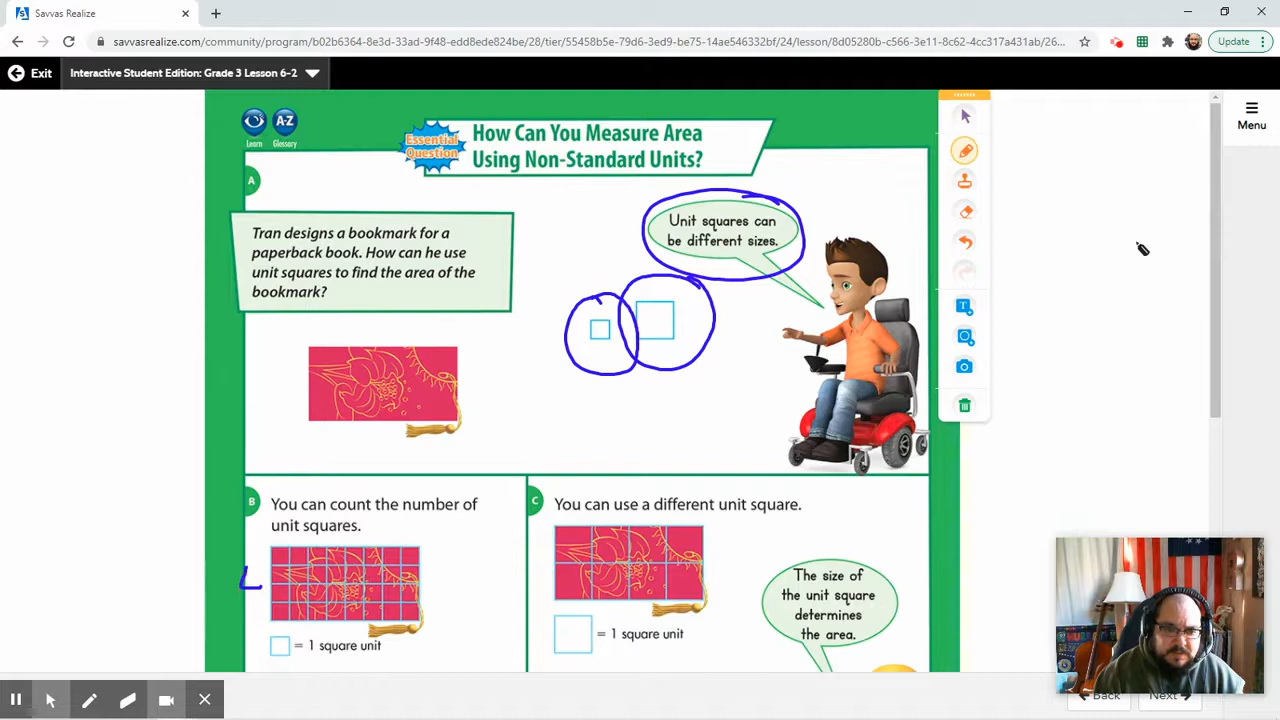 Savvas Realize
savvasrealize.com/community/program/b02b6364-8e3d-33ad-9f48-edd8ede824be/28/tier/55458b5e-79d6-3ed9-be75-14ae546332bf/24/lesson/8d05280b-c566-3e11-8c62-4cc317a431ab/26...
Update
Exit
Interactive Student Edition: Grade 3 Lesson 6-2
Menu
A-Z
Learn
Glossary
Essential
Question
How Can You Measure Area
Using Non-Standard Units?
A
Tran designs a bookmark for a
paperback book. How can he use
unit squares to find the area of the
bookmark?
Unit squares can
be different sizes.
B
You can count the number of
unit squares.
L
= 1 square unit
C
You can use a different unit square.
= 1 square unit
The size of
the unit square
determines
the area.
Back
Next